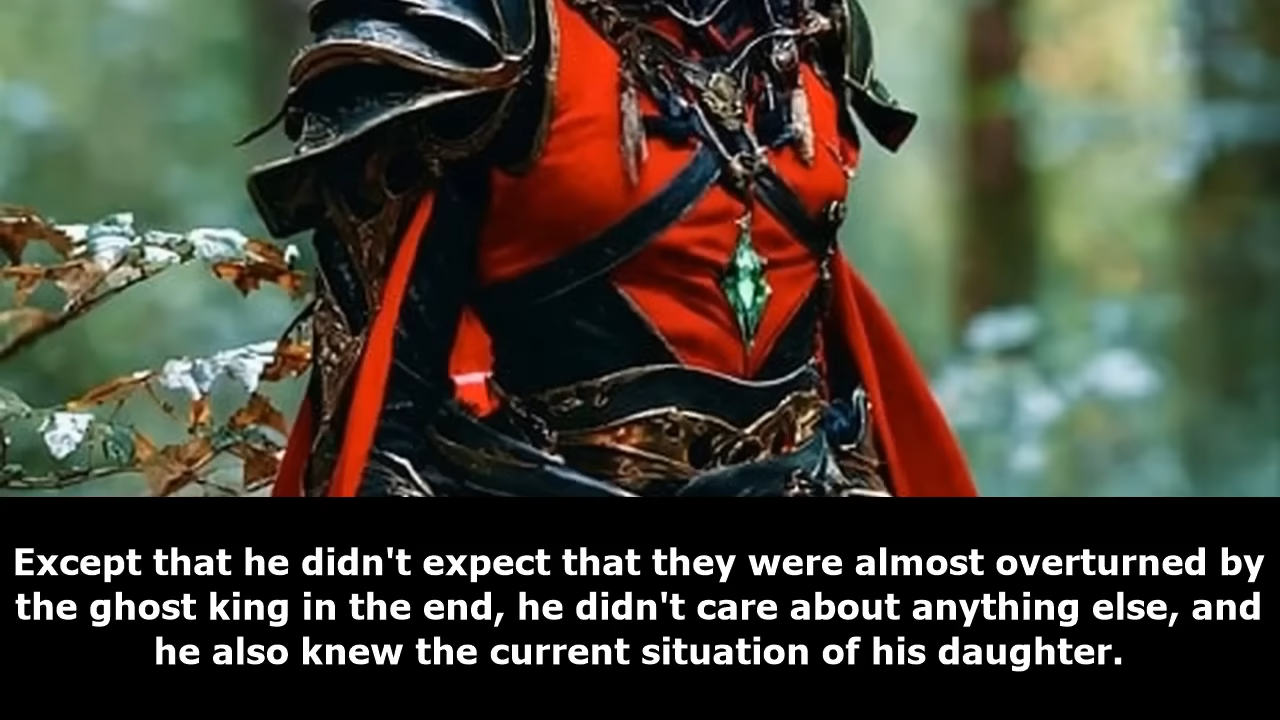 Except that he didn't expect that they were almost overturned by
the ghost king in the end, he didn't care about anything else, and
he also knew the current situation of his daughter.